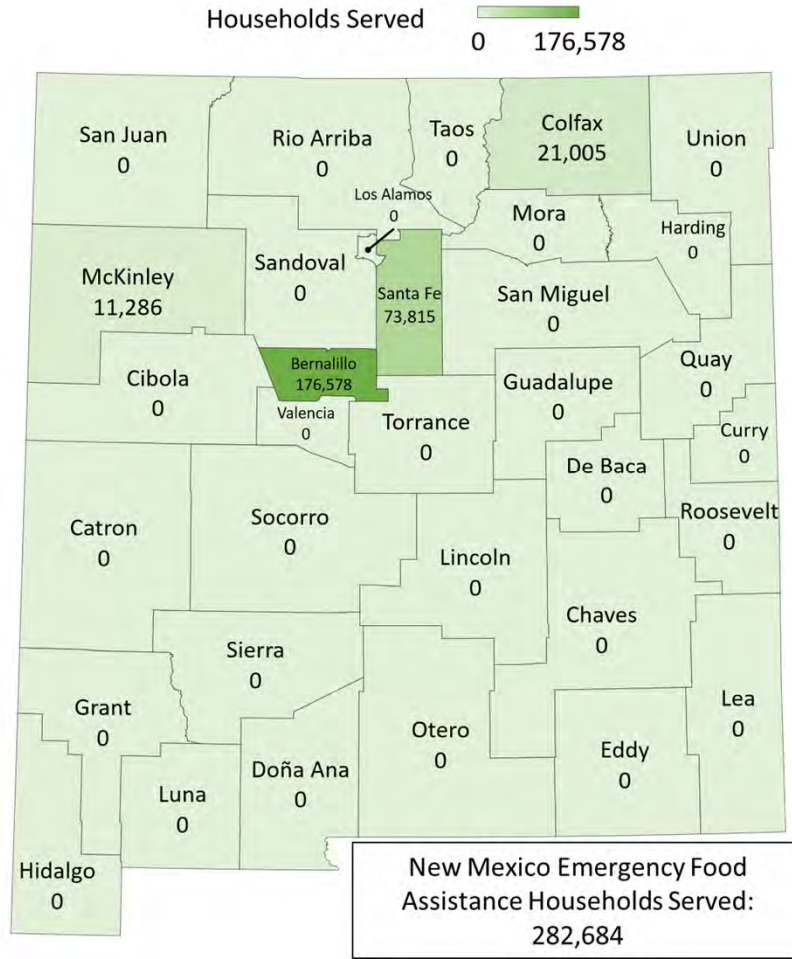 Households Served
0 176,578
San Juan
0
Rio Arriba
0
Taos
0
Colfax
21,005
Union
0
Los Alamos
0
Mora
0
Harding
0
McKinley
11,286
Sandoval
0
Santa Fe
73,815
San Miguel
0
Bernalillo
176,578
Cibola
0
Valencia
0
Torrance
0
Guadalupe
0
Quay
0
Curry
0
De Baca
0
Roosevelt
0
Catron
0
Socorro
0
Lincoln
0
Chaves
0
Sierra
0
Grant
0
Otero
0
Lea
0
Eddy
0
Doña Ana
0
Luna
0
Hidalgo
0
New Mexico Emergency Food
Assistance Households Served:
282,684